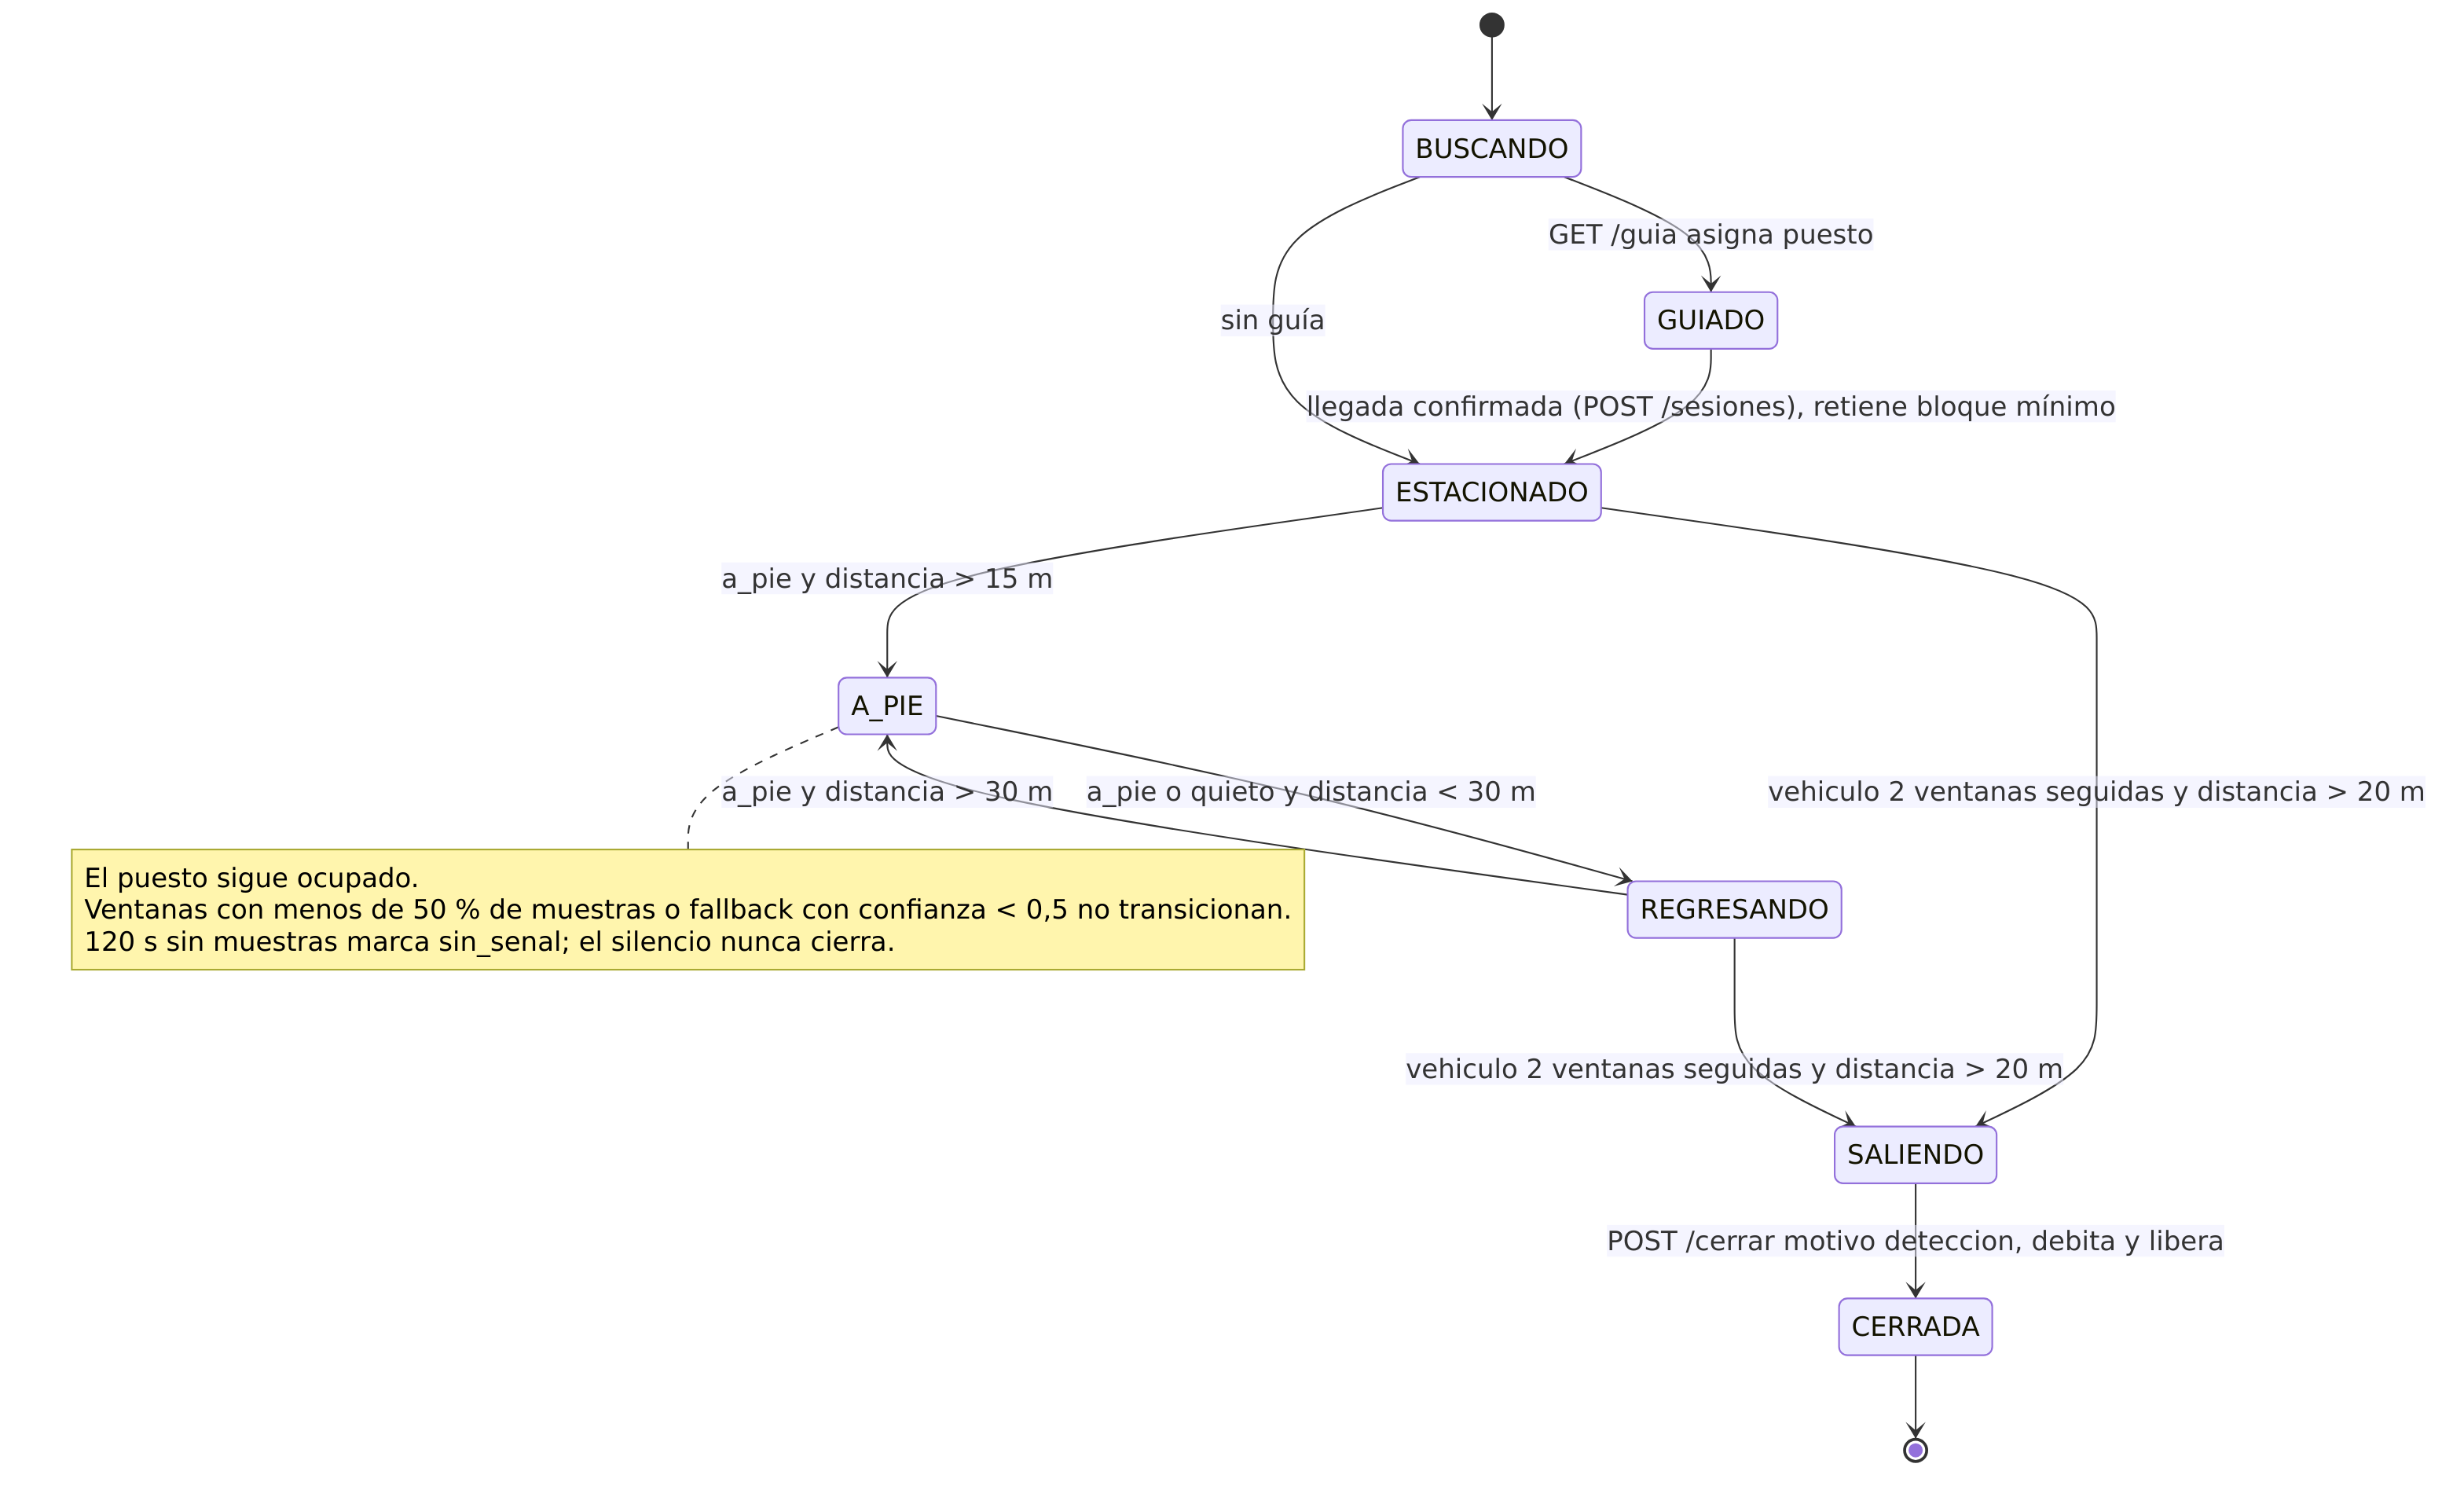 BUSCANDO
GET /guia asigna puesto
sin guía
GUIADO
llegada confirmada (POST /sesiones), retiene bloque mínimo
ESTACIONADO
a_pie y distancia > 15 m
A_PIE
a_pie y distancia > 30 m
a_pie o quieto y distancia < 30 m
vehiculo 2 ventanas seguidas y distancia > 20 m
El puesto sigue ocupado.
Ventanas con menos de 50 % de muestras o fallback con confianza < 0,5 no transicionan.
120 s sin muestras marca sin_senal; el silencio nunca cierra.
REGRESANDO
vehiculo 2 ventanas seguidas y distancia > 20 m
SALIENDO
POST /cerrar motivo deteccion, debita y libera
CERRADA